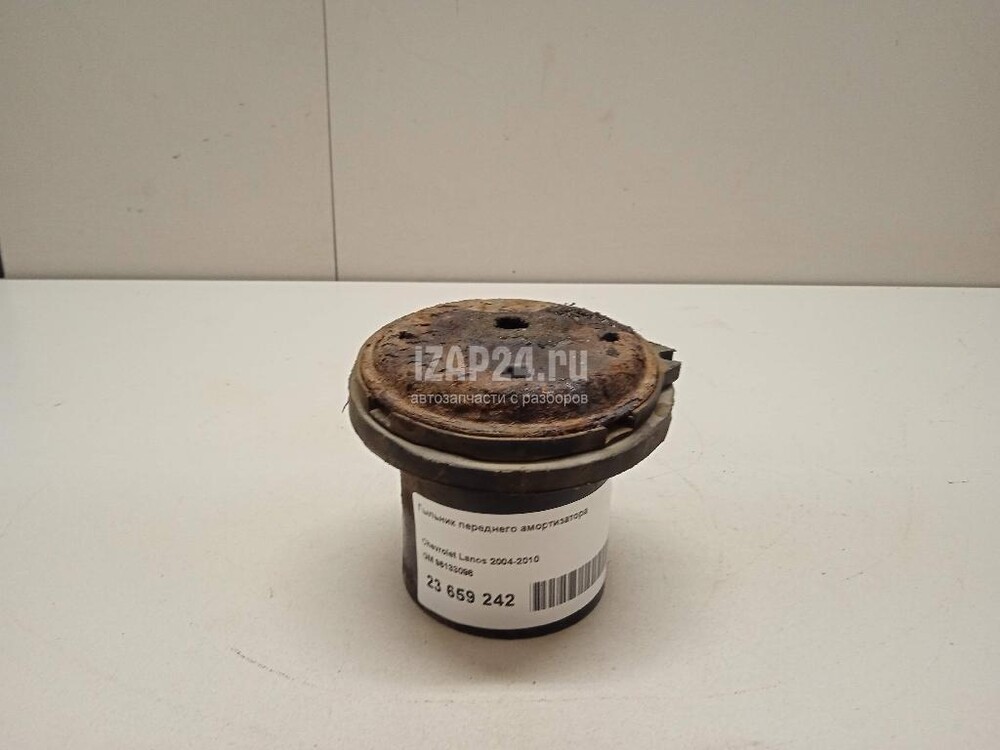 IZAP24.ru
автозапчасти с разборов
Пыльник переднего амортизатора
Chevrolet Lanos 2004-2010
GM 96133096
23 659 242